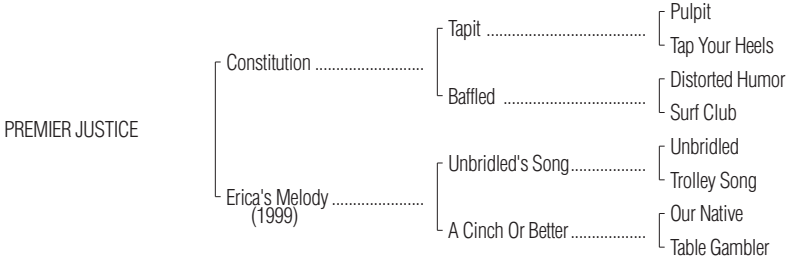 Pulpit
Tapit ....................................
Tap Your Heels
Constitution .........................
Distorted Humor
Baffled ................................
Surf Club
PREMIER JUSTICE
Unbridled
Unbridled's Song.................
Trolley Song
Erica's Melody .....................
(1999)
Our Native
A Cinch Or Better.................
Table Gambler